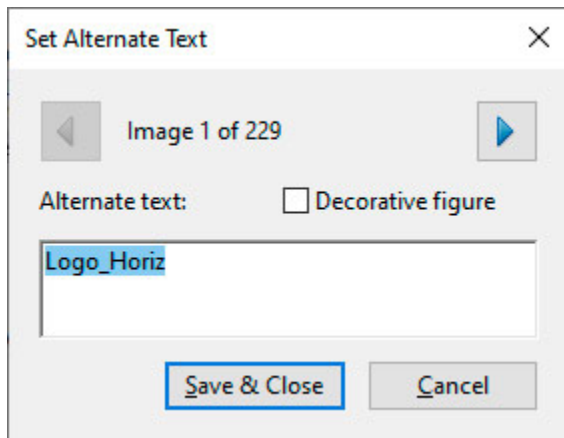 Set Alternate Text
Image 1 of 229
Alternate text: Decorative figure
Logo_Horiz
Save & Close Cancel